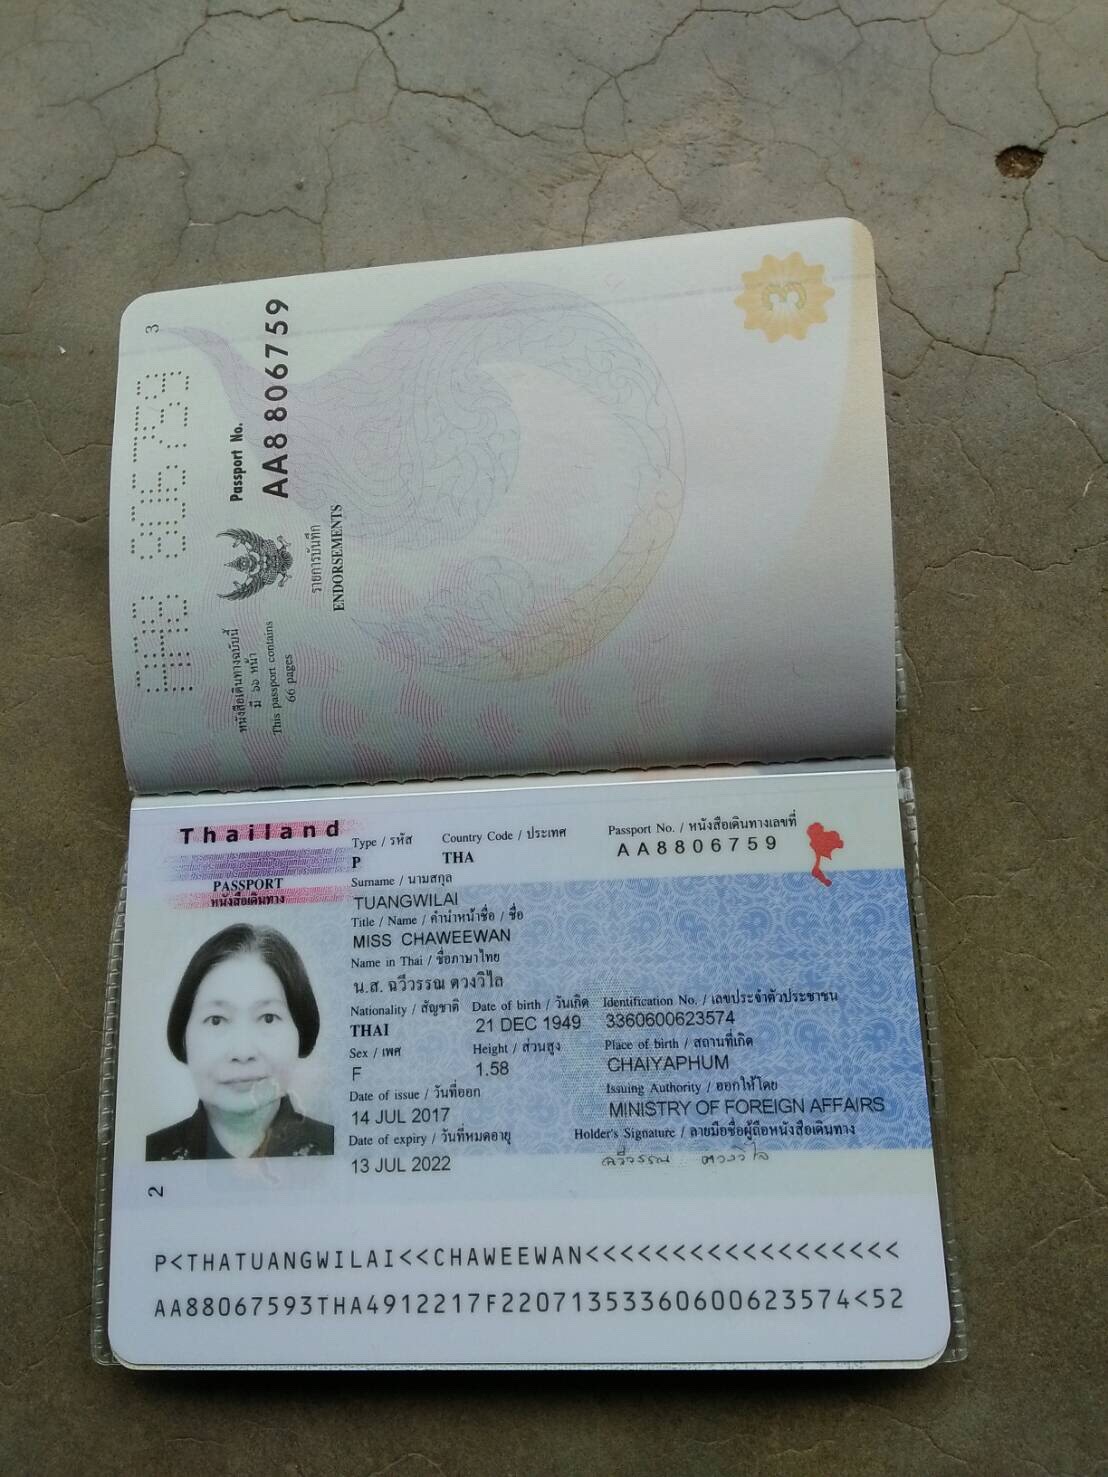 3
Passport No.
AA8806759
หนังสือเดินทางฉบับนี้
มี ๖๖ หน้า
This passport contains
66 pages
รายการบันทึก
ENDORSEMENTS
3
Thailand
PASSPORT
หนังสือเดินทาง
Type / รหัส Country Code / ประเทศ Passport No. / หนังสือเดินทางเลขที่
P THA AA8806759
Surname / นามสกุล
TUANGWILAI
Title / Name / คำนำหน้าชื่อ / ชื่อ
MISS CHAWEEWAN
Name in Thai / ชื่อภาษาไทย
น.ส. ฉวีวรรณ ตวงวิไล
Nationality / สัญชาติ Date of birth / วันเกิด Identification No. / เลขประจำตัวประชาชน
THAI 21 DEC 1949 3360600623574
Sex / เพศ Height / ส่วนสูง Place of birth / สถานที่เกิด
F 1.58 CHAIYAPHUM
Date of issue / วันที่ออก Issuing Authority / ออกให้โดย
14 JUL 2017 MINISTRY OF FOREIGN AFFAIRS
Date of expiry / วันที่หมดอายุ Holder's Signature / ลายมือชื่อผู้ถือหนังสือเดินทาง
13 JUL 2022 ฉวีวรรณ ตวงวิไล
2
P<THATUANGWILAI<<CHAWEEWAN<<<<<<<<<<<<<<<<<<
AA88067593THA4912217F22071353360600623574<52